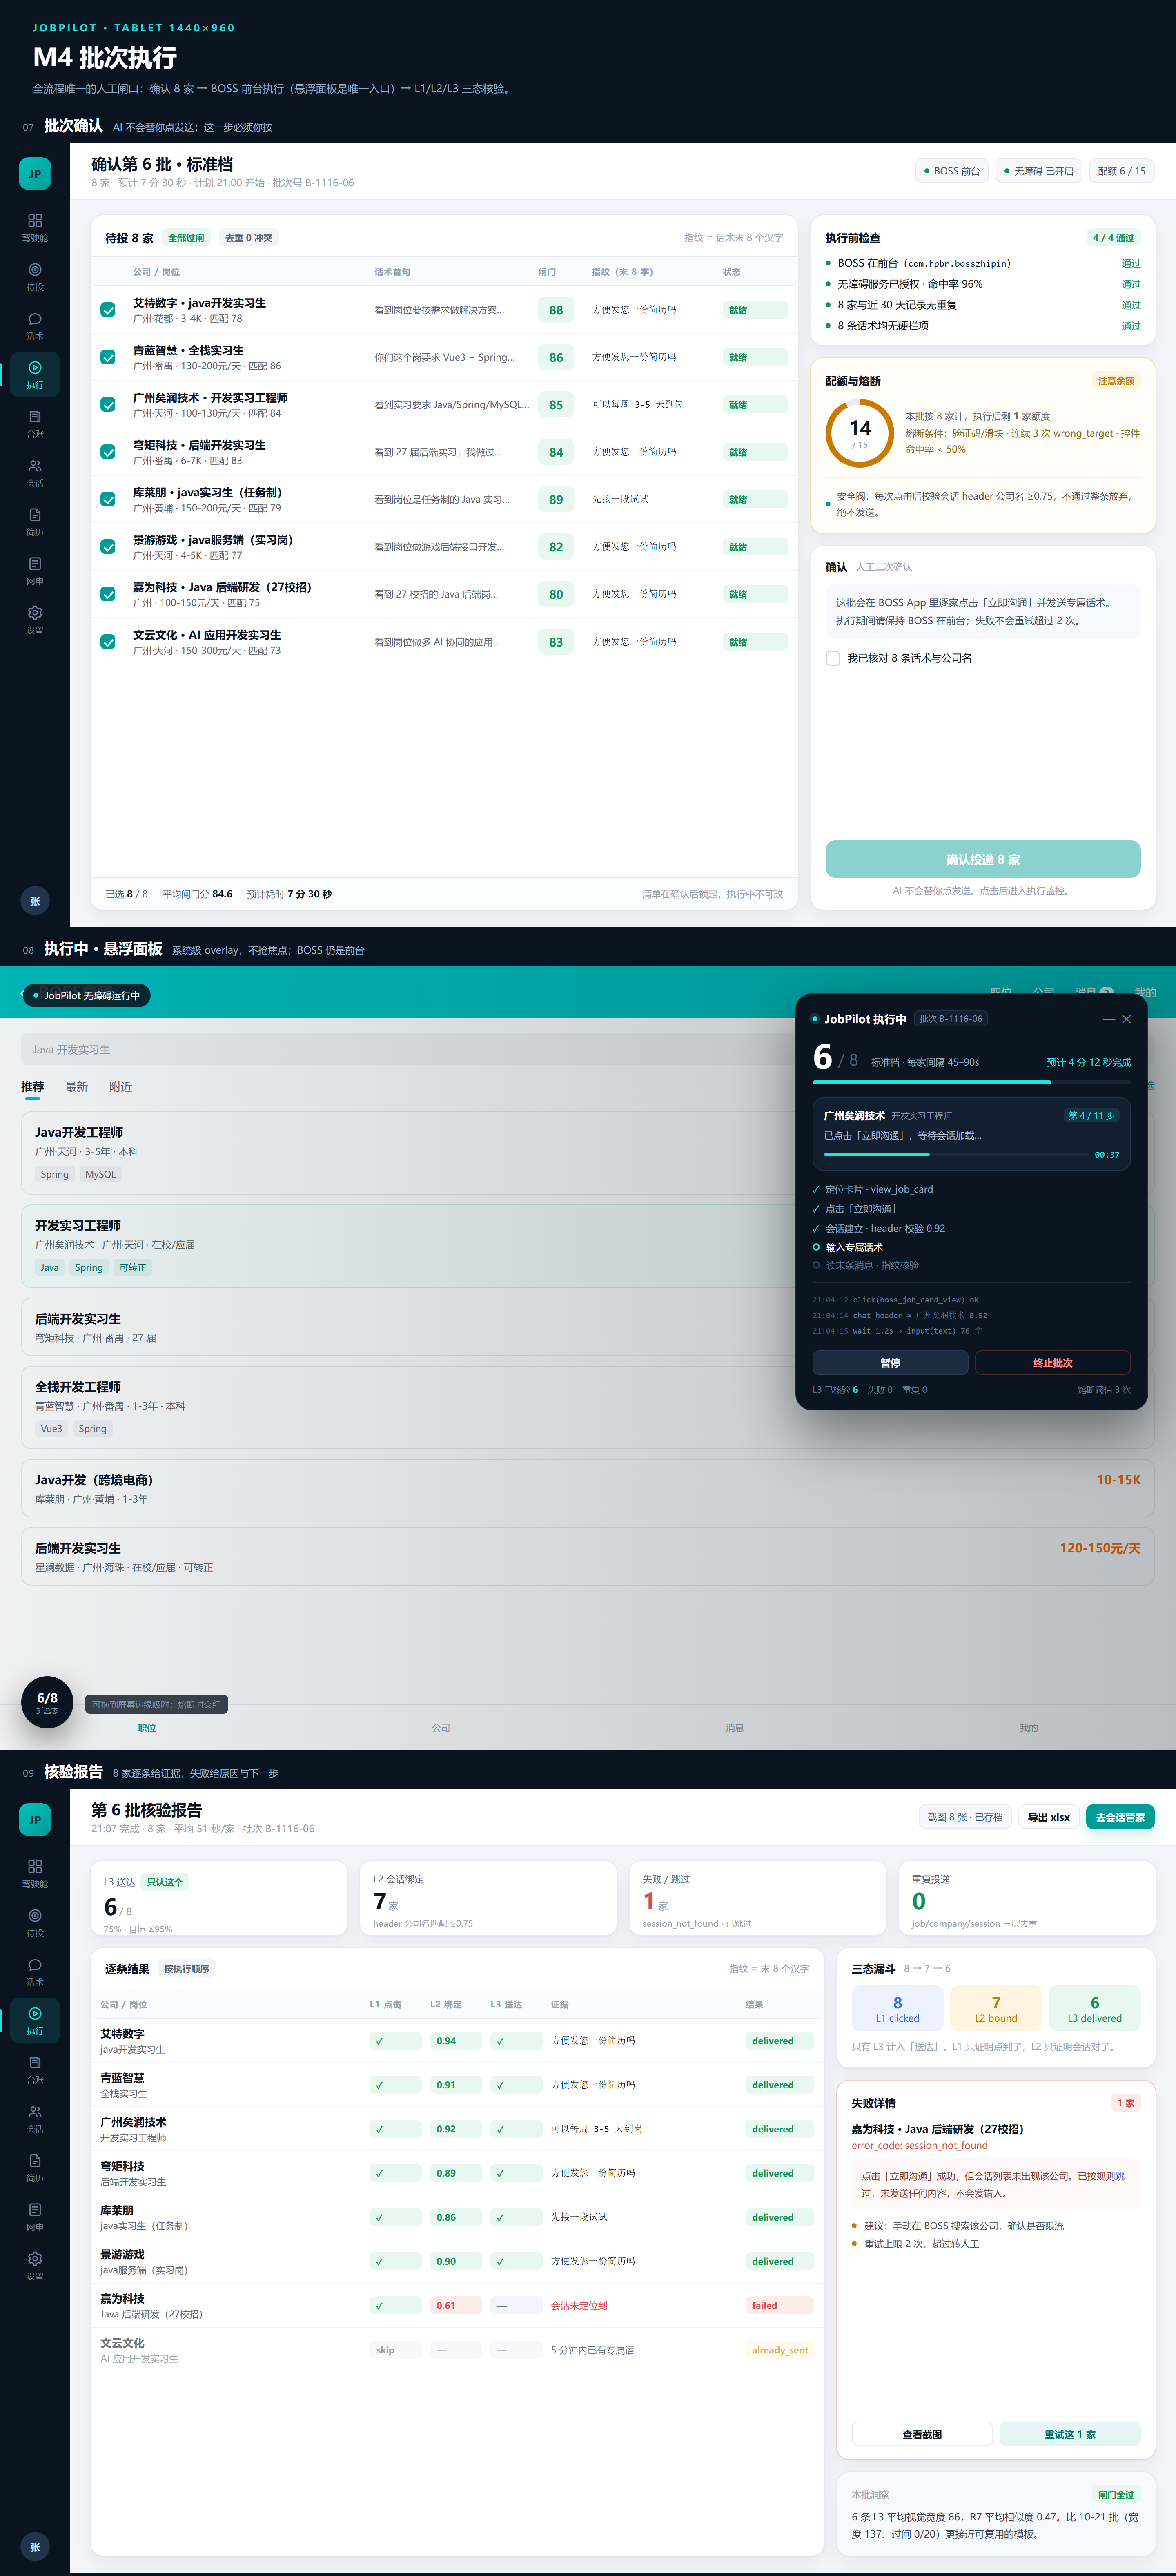 JOBPILOT • TABLET 1440×960
M4 批次执行
全流程唯一的人工闸口：确认 8 家 → BOSS 前台执行（悬浮面板是唯一入口）→ L1/L2/L3 三态核验。
07 批次确认 AI 不会替你点发送；这一步必须你按
JP
驾驶舱
待投
话术
执行
台账
会话
简历
网申
设置
张
确认第 6 批 • 标准档
8 家 · 预计 7 分 30 秒 · 计划 21:00 开始 · 批次号 B-1116-06
BOSS 前台
无障碍 已开启
配额 6 / 15
待投 8 家 全部过闸 去重 0 冲突 指纹 = 话术末 8 个汉字
公司 / 岗位 话术首句 闸门 指纹（末 8 字） 状态
艾特数字 • java开发实习生
广州·花都 · 3-4K · 匹配 78
看到岗位要按需求做解决方案… 88 方便发您一份简历吗 就绪
青蓝智慧 • 全栈实习生
广州·番禺 · 130-200元/天 · 匹配 86
你们这个岗要求 Vue3 + Spring… 86 方便发您一份简历吗 就绪
广州矣润技术 • 开发实习工程师
广州·天河 · 100-130元/天 · 匹配 84
看到实习要求 Java/Spring/MySQL… 85 可以每周 3-5 天到岗 就绪
穹矩科技 • 后端开发实习生
广州·番禺 · 6-7K · 匹配 83
看到 27 届后端实习，我做过… 84 方便发您一份简历吗 就绪
库莱朋 • java实习生（任务制）
广州·黄埔 · 150-200元/天 · 匹配 79
看到岗位是任务制的 Java 实习… 89 先接一段试试 就绪
景游游戏 • java服务端（实习岗）
广州·天河 · 4-5K · 匹配 77
看到岗位做游戏后端接口开发… 82 方便发您一份简历吗 就绪
嘉为科技 • Java 后端研发（27校招）
广州 · 100-150元/天 · 匹配 75
看到 27 校招的 Java 后端岗… 80 方便发您一份简历吗 就绪
文云文化 • AI 应用开发实习生
广州·天河 · 150-300元/天 · 匹配 73
看到岗位做多 AI 协同的应用… 83 方便发您一份简历吗 就绪
已选 8 / 8 平均闸门分 84.6 预计耗时 7 分 30 秒 清单在确认后锁定，执行中不可改
执行前检查 4 / 4 通过
BOSS 在前台（com.hpbr.bosszhipin） 通过
无障碍服务已授权 · 命中率 96% 通过
8 家与近 30 天记录无重复 通过
8 条话术均无硬拦项 通过
配额与熔断 注意余额
14
/ 15
本批按 8 家计，执行后剩 1 家额度
熔断条件：验证码/滑块 · 连续 3 次 wrong_target · 控件
命中率 < 50%
安全阀：每次点击后校验会话 header 公司名 ≥0.75，不通过整条放弃，
绝不发送。
确认 人工二次确认
这批会在 BOSS App 里逐家点击「立即沟通」并发送专属话术。
执行期间请保持 BOSS 在前台；失败不会重试超过 2 次。
我已核对 8 条话术与公司名
确认投递 8 家
AI 不会替你点发送。点击后进入执行监控。
08 执行中 • 悬浮面板 系统级 overlay，不抢焦点；BOSS 仍是前台
JobPilot 无障碍运行中
职位 公司 消息 我的
Java 开发实习生
推荐 最新 附近
选
Java开发工程师
广州·天河 · 3-5年 · 本科
Spring MySQL
开发实习工程师
广州矣润技术 · 广州·天河 · 在校/应届
Java Spring 可转正
后端开发实习生
穹矩科技 · 广州·番禺 · 27 届
全栈开发工程师
青蓝智慧 · 广州·番禺 · 1-3年 · 本科
Vue3 Spring
Java开发（跨境电商） 10-15K
库莱朋 · 广州·黄埔 · 1-3年
后端开发实习生 120-150元/天
星澜数据 · 广州·海珠 · 在校/应届 · 可转正
JobPilot 执行中 批次 B-1116-06
6 / 8 标准档 · 每家间隔 45–90s 预计 4 分 12 秒完成
广州矣润技术 开发实习工程师 第 4 / 11 步
已点击「立即沟通」，等待会话加载…
00:37
✓ 定位卡片 · view_job_card
✓ 点击「立即沟通」
✓ 会话建立 · header 校验 0.92
输入专属话术
读末条消息 · 指纹核验
21:04:12 click(boss_job_card_view) ok
21:04:14 chat header × 广州矣润技术 0.92
21:04:15 wait 1.2s → input(text) 76 字
暂停 终止批次
L3 已核验 6 失败 0 重复 0 熔断阈值 3 次
6/8
折叠态
可拖到屏幕边缘吸附；熔断时变红
职位 公司 消息 我的
09 核验报告 8 家逐条给证据，失败给原因与下一步
JP
驾驶舱
待投
话术
执行
台账
会话
简历
网申
设置
张
第 6 批核验报告
21:07 完成 · 8 家 · 平均 51 秒/家 · 批次 B-1116-06
截图 8 张 · 已存档 导出 xlsx 去会话管家
L3 送达 只认这个
6 / 8
75% · 目标 ≥95%
L2 会话绑定
7 家
header 公司名匹配 ≥0.75
失败 / 跳过
1 家
session_not_found · 已跳过
重复投递
0
job/company/session 三层去重
逐条结果 按执行顺序 指纹 = 末 8 个汉字
公司 / 岗位 L1 点击 L2 绑定 L3 送达 证据 结果
艾特数字
java开发实习生
✓ 0.94 ✓ 方便发您一份简历吗 delivered
青蓝智慧
全栈实习生
✓ 0.91 ✓ 方便发您一份简历吗 delivered
广州矣润技术
开发实习工程师
✓ 0.92 ✓ 可以每周 3-5 天到岗 delivered
穹矩科技
后端开发实习生
✓ 0.89 ✓ 方便发您一份简历吗 delivered
库莱朋
java实习生（任务制）
✓ 0.86 ✓ 先接一段试试 delivered
景游游戏
java服务端（实习岗）
✓ 0.90 ✓ 方便发您一份简历吗 delivered
嘉为科技
Java 后端研发（27校招）
✓ 0.61 — 会话未定位到 failed
文云文化
AI 应用开发实习生
skip — — 5 分钟内已有专属语 already_sent
三态漏斗 8 → 7 → 6
8 7 6
L1 clicked L2 bound L3 delivered
只有 L3 计入「送达」。L1 只证明点到了，L2 只证明会话对了。
失败详情 1 家
嘉为科技 • Java 后端研发（27校招）
error_code: session_not_found
点击「立即沟通」成功，但会话列表未出现该公司。已按规则跳
过，未发送任何内容，不会发错人。
建议：手动在 BOSS 搜索该公司，确认是否限流
重试上限 2 次，超过转人工
查看截图 重试这 1 家
本批洞察 闸门全过
6 条 L3 平均视觉宽度 86，R7 平均相似度 0.47。比 10-21 批（宽
度 137、过闸 0/20）更接近可复用的模板。